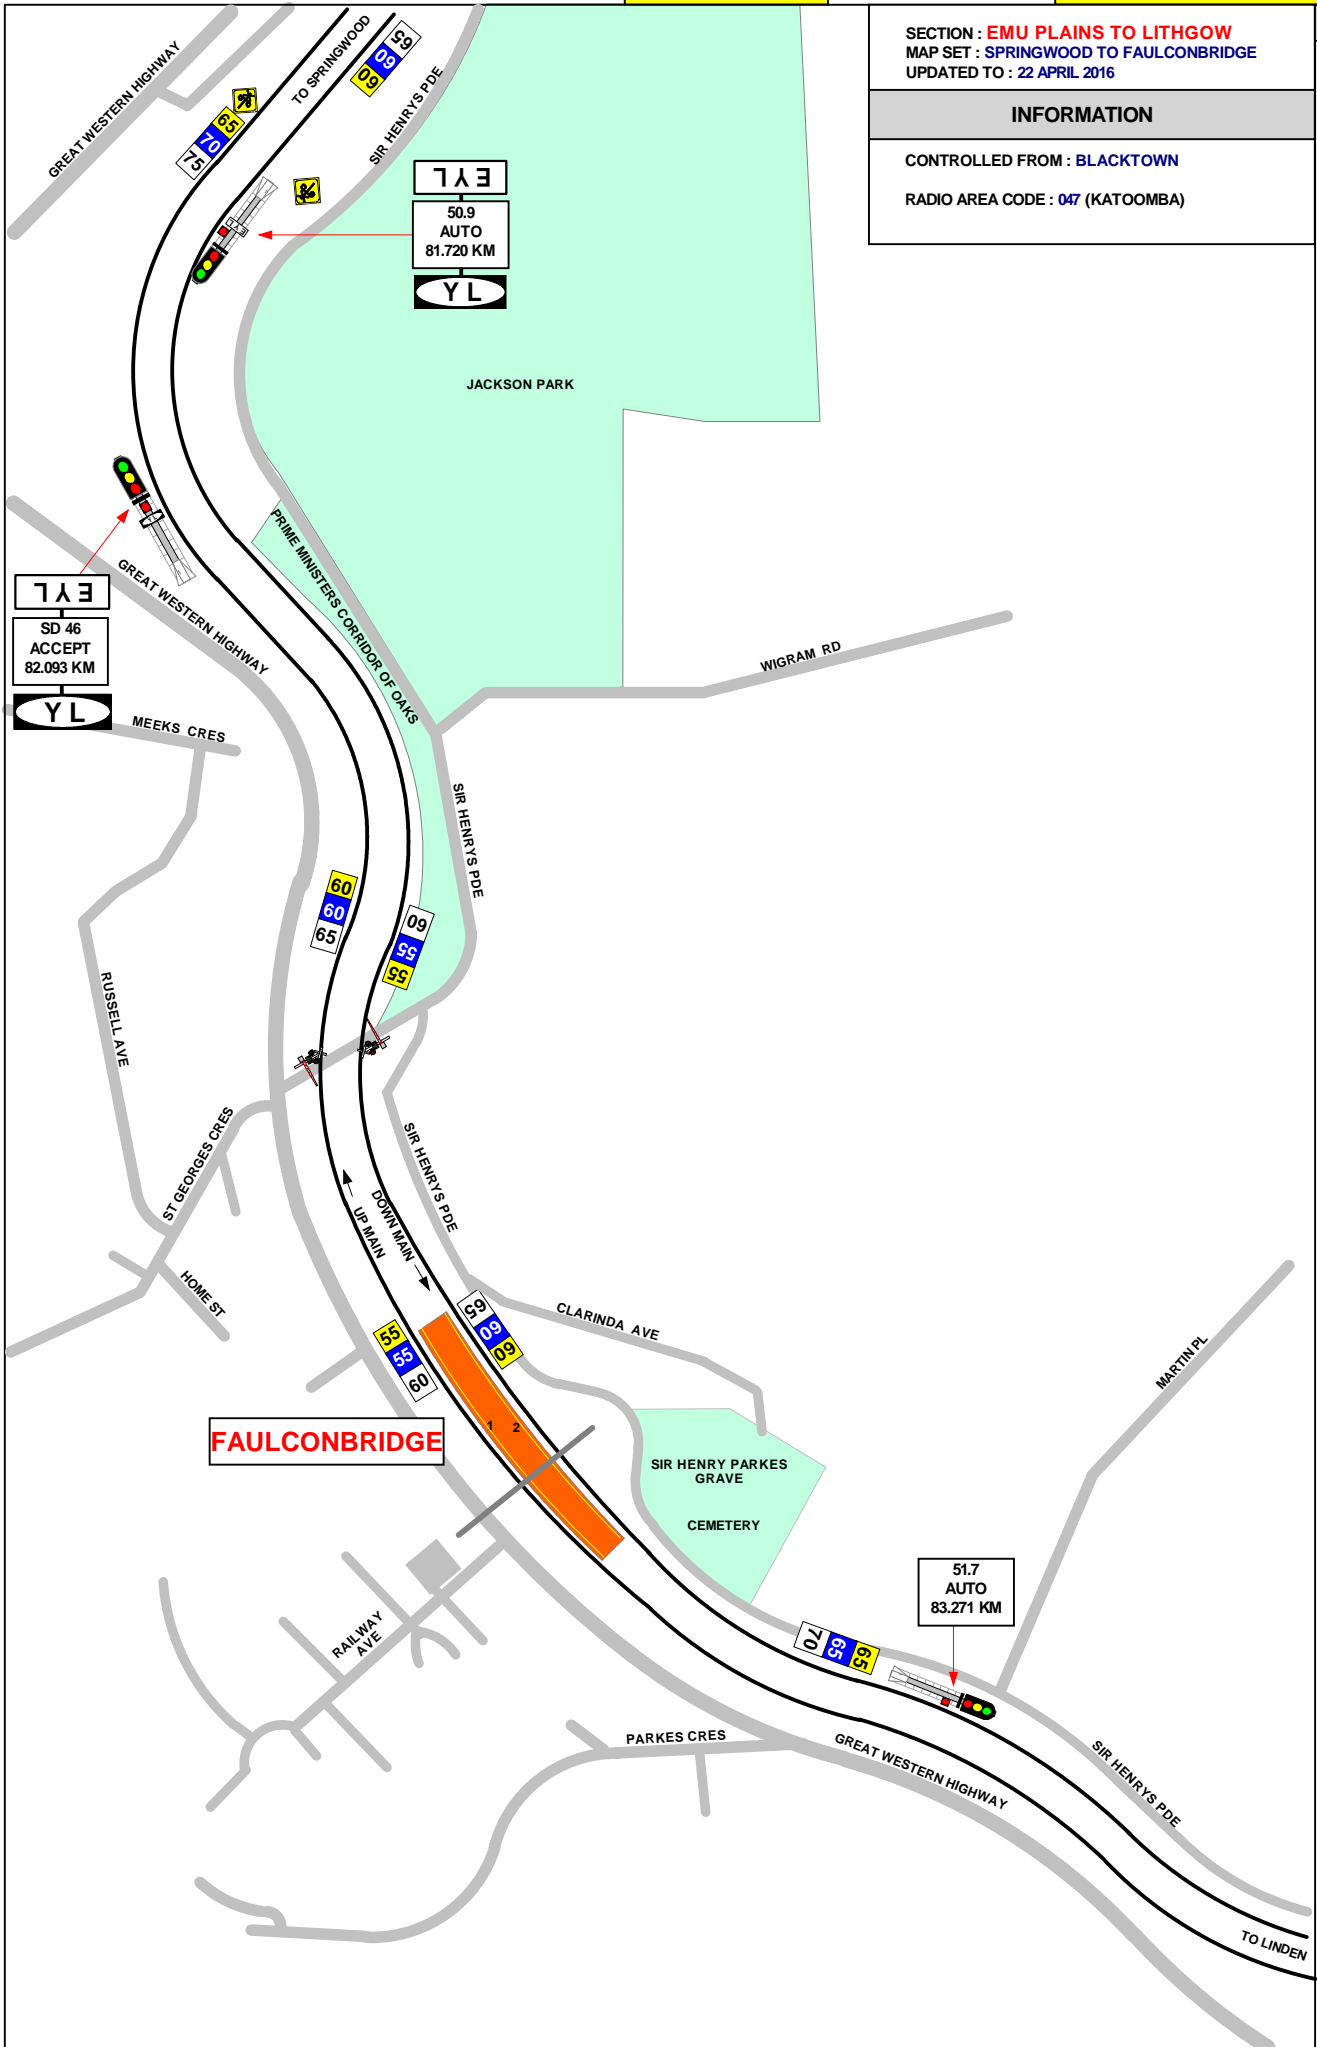 SECTION : EMU PLAINS TO LITHGOW
MAP SET : SPRINGWOOD TO FAULCONBRIDGE
UPDATED TO : 22 APRIL 2016
INFORMATION
CONTROLLED FROM : BLACKTOWN
RADIO AREA CODE : 047 (KATOOMBA)
GREAT WESTERN HIGHWAY
TO SPRINGWOOD
65
60
60
SIR HENRYS PDE
65
70
75
EYL
50.9
AUTO
81.720 KM
YL
JACKSON PARK
PRIME MINISTERS CORRIDOR OF OAKS
GREAT WESTERN HIGHWAY
EYL
SD 46
ACCEPT
82.093 KM
YL
WIGRAM RD
MEEKS CRES
SIR HENRYS PDE
60
60
65
60
55
55
RUSSELL AVE
ST GEORGES CRES
SIR HENRYS PDE
UP MAIN
DOWN MAIN
HOME ST
65
60
60
CLARINDA AVE
55
55
60
MARTIN PL
FAULCONBRIDGE
1 2
SIR HENRY PARKES
GRAVE
CEMETERY
51.7
AUTO
83.271 KM
RAILWAY
AVE
70
65
65
PARKES CRES
GREAT WESTERN HIGHWAY
SIR HENRYS PDE
TO LINDEN